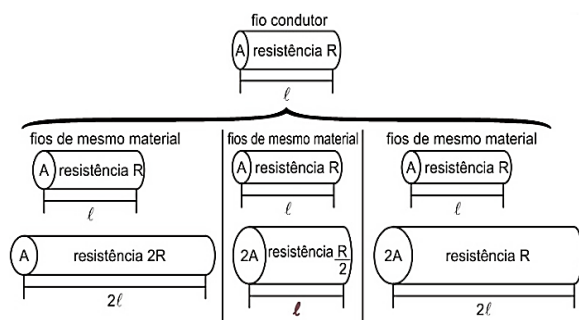 fio condutor
A resistência R
ℓ
fios de mesmo material
A resistência R
ℓ
A resistência 2R
2ℓ
fios de mesmo material
A resistência R
ℓ
2A resistência R/2
ℓ
fios de mesmo material
A resistência R
ℓ
2A resistência R
2ℓ